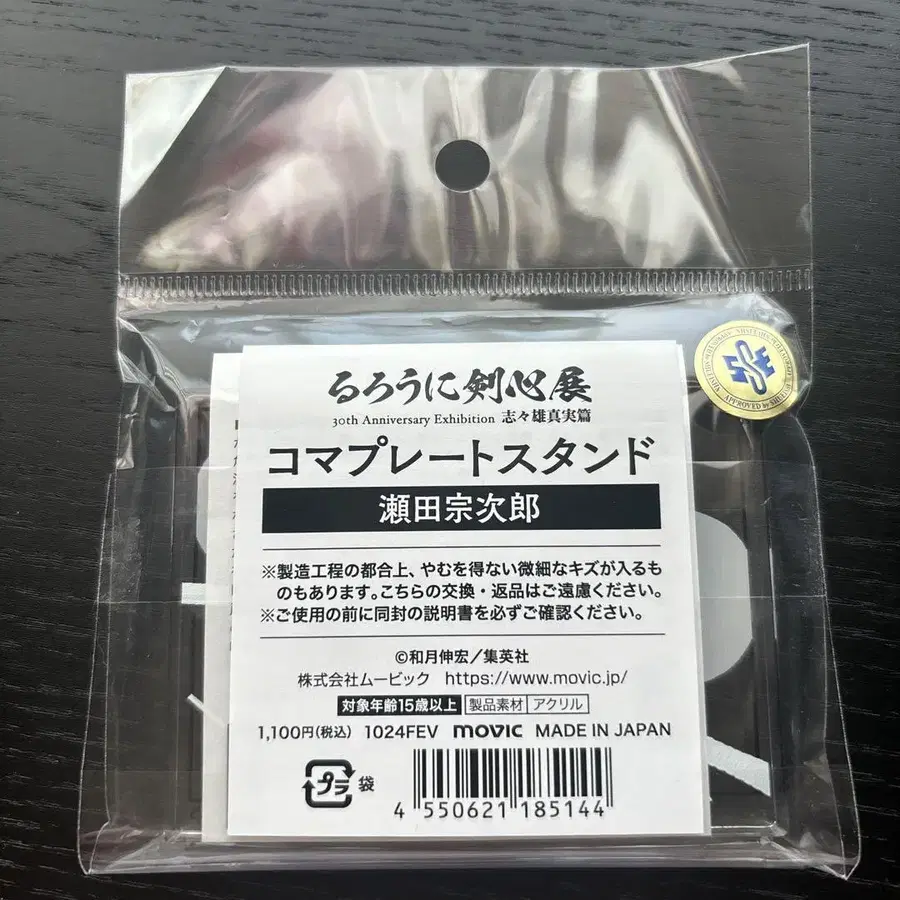 るろうに剣心展
30th Anniversary Exhibition 志々雄真実篇
コマプレートスタンド
瀬田宗次郎
※製造工程の都合上、やむを得ない微細なキズが入るも
のもあります。こちらの交換・返品はご遠慮ください。
※ご使用の前に同封の説明書を必ずご確認ください。
©和月伸宏／集英社
株式会社ムービック https://www.movic.jp/
対象年齢15歳以上 製品素材 アクリル
1,100円(税込) 1024FEV movic MADE IN JAPAN
プラ 袋
4 550621 185144